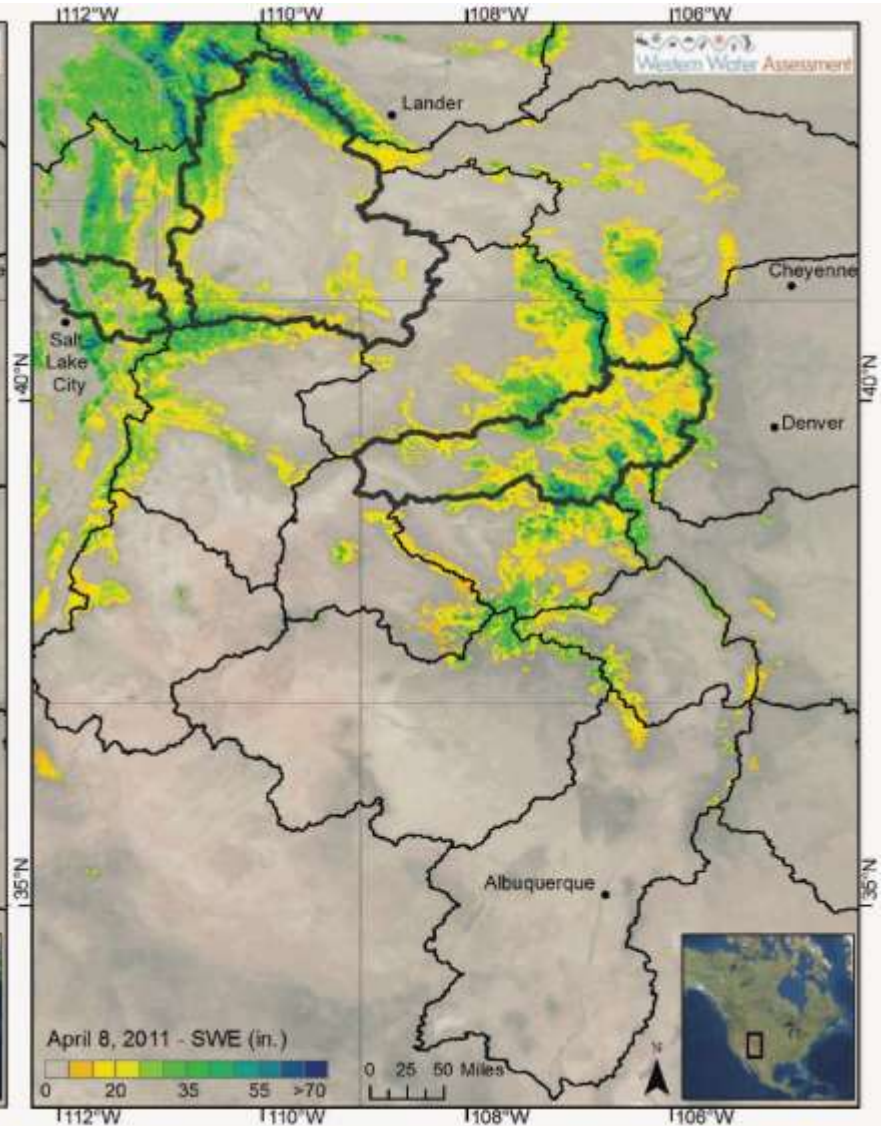 112°W 110°W 108°W 106°W
Western Water Assessment
Lander
Cheyenne
Salt
Lake
City
40°N
40°N
Denver
35°N
35°N
Albuquerque
April 8, 2011 - SWE (in.)
0 20 35 55 >70
0 25 50 Miles
N
112°W 110°W 108°W 106°W